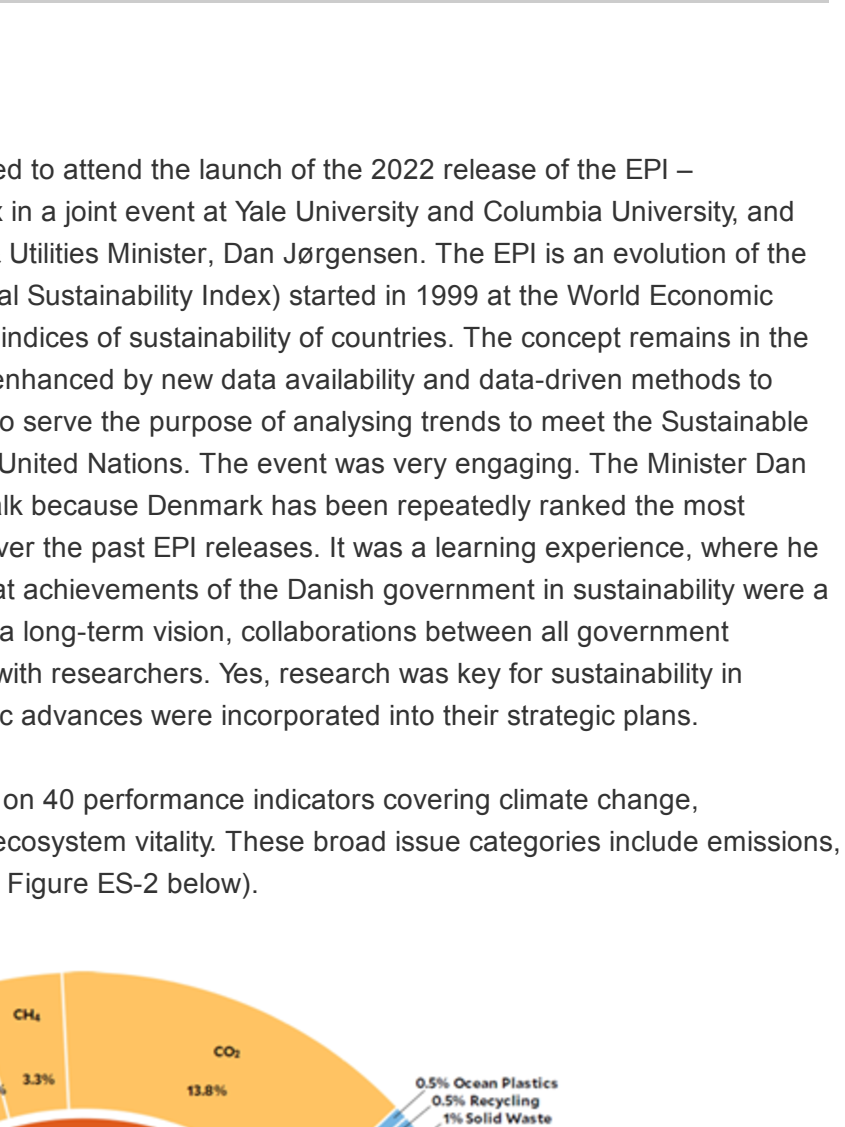 ed to attend the launch of the 2022 release of the EPI –
x in a joint event at Yale University and Columbia University, and
Utilities Minister, Dan Jørgensen. The EPI is an evolution of the
al Sustainability Index) started in 1999 at the World Economic
indices of sustainability of countries. The concept remains in the
enhanced by new data availability and data-driven methods to
o serve the purpose of analysing trends to meet the Sustainable
United Nations. The event was very engaging. The Minister Dan
alk because Denmark has been repeatedly ranked the most
ver the past EPI releases. It was a learning experience, where he
at achievements of the Danish government in sustainability were a
a long-term vision, collaborations between all government
with researchers. Yes, research was key for sustainability in
c advances were incorporated into their strategic plans.
on 40 performance indicators covering climate change,
ecosystem vitality. These broad issue categories include emissions,
Figure ES-2 below).
CH₄
3.3%
CO₂
13.8%
0.5% Ocean Plastics
0.5% Recycling
1% Solid Waste